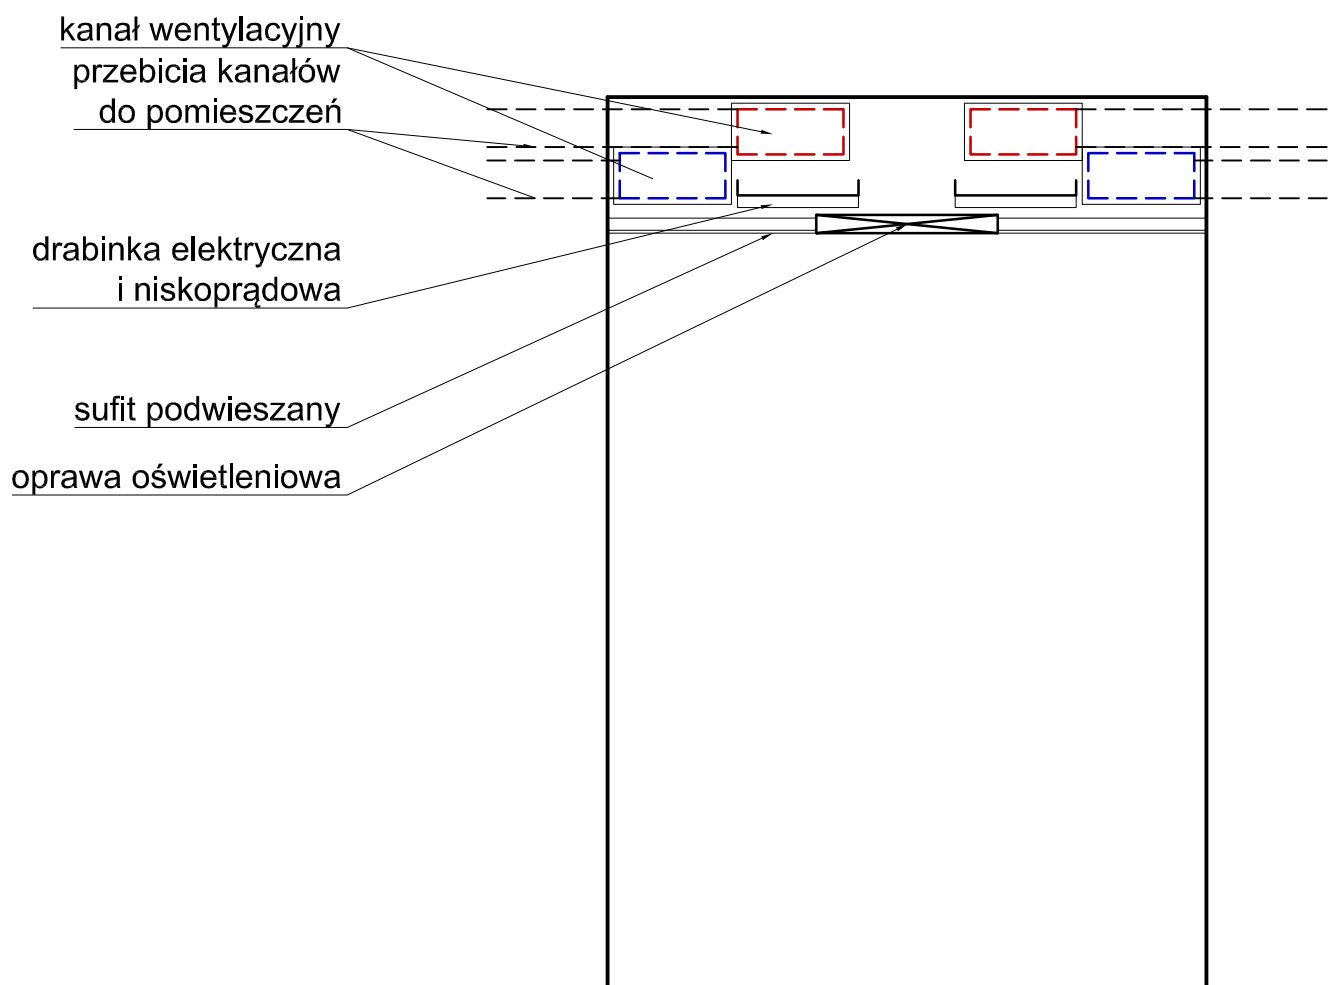 kanał wentylacyjny
przebicia kanałów
do pomieszczeń
drabinka elektryczna
i niskoprądowa
sufit podwieszany
oprawa oświetleniowa